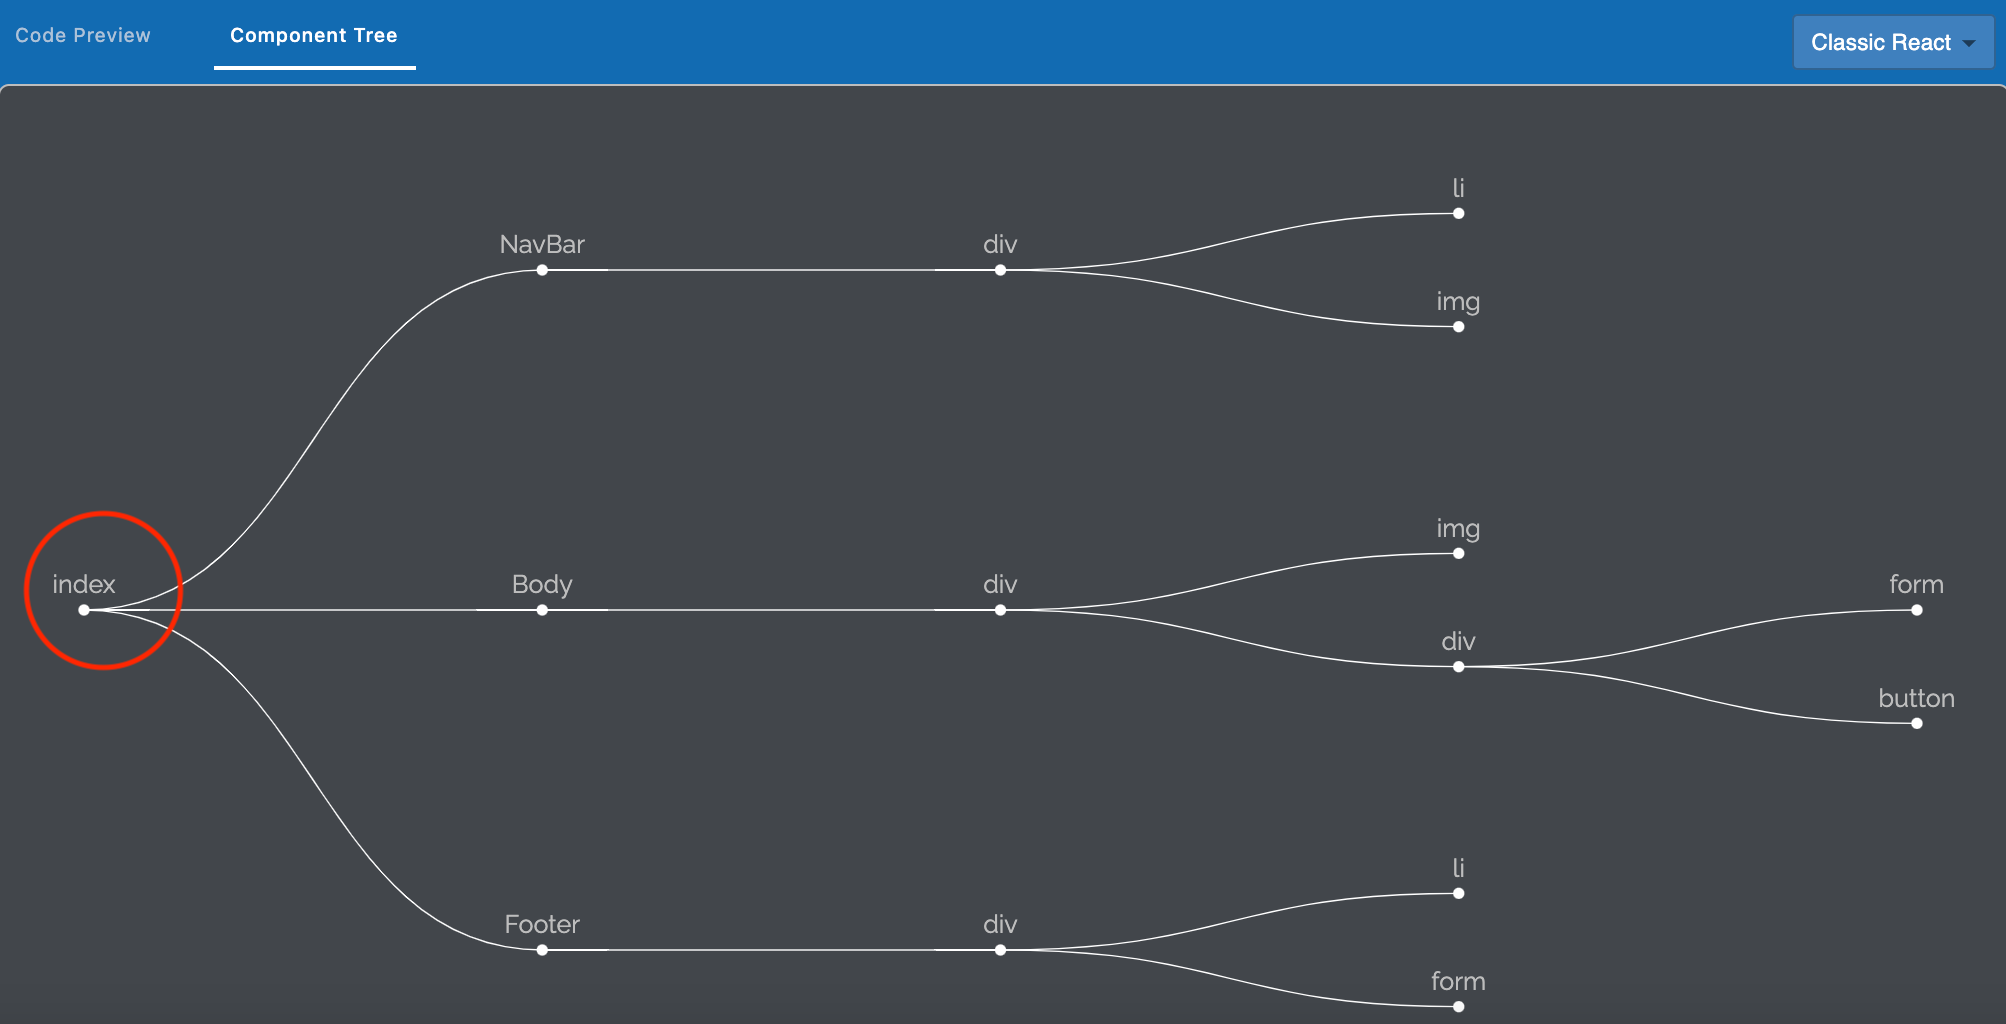 Code Preview
Component Tree
Classic React
li
NavBar
div
img
img
index
Body
div
form
div
button
li
Footer
div
form